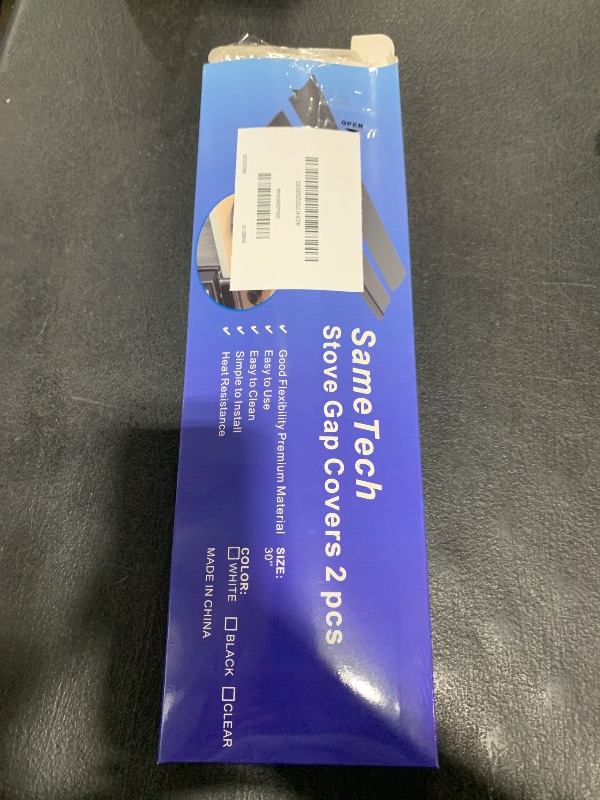 OPEN
SameTech
Stove Gap Covers 2 pcs
✓ Good Flexibility Premium Material
✓ Easy to Use
✓ Easy to Clean
✓ Simple to Install
✓ Heat Resistance
SIZE:
30"
COLOR:
☐ WHITE ☐ BLACK ☐ CLEAR
MADE IN CHINA